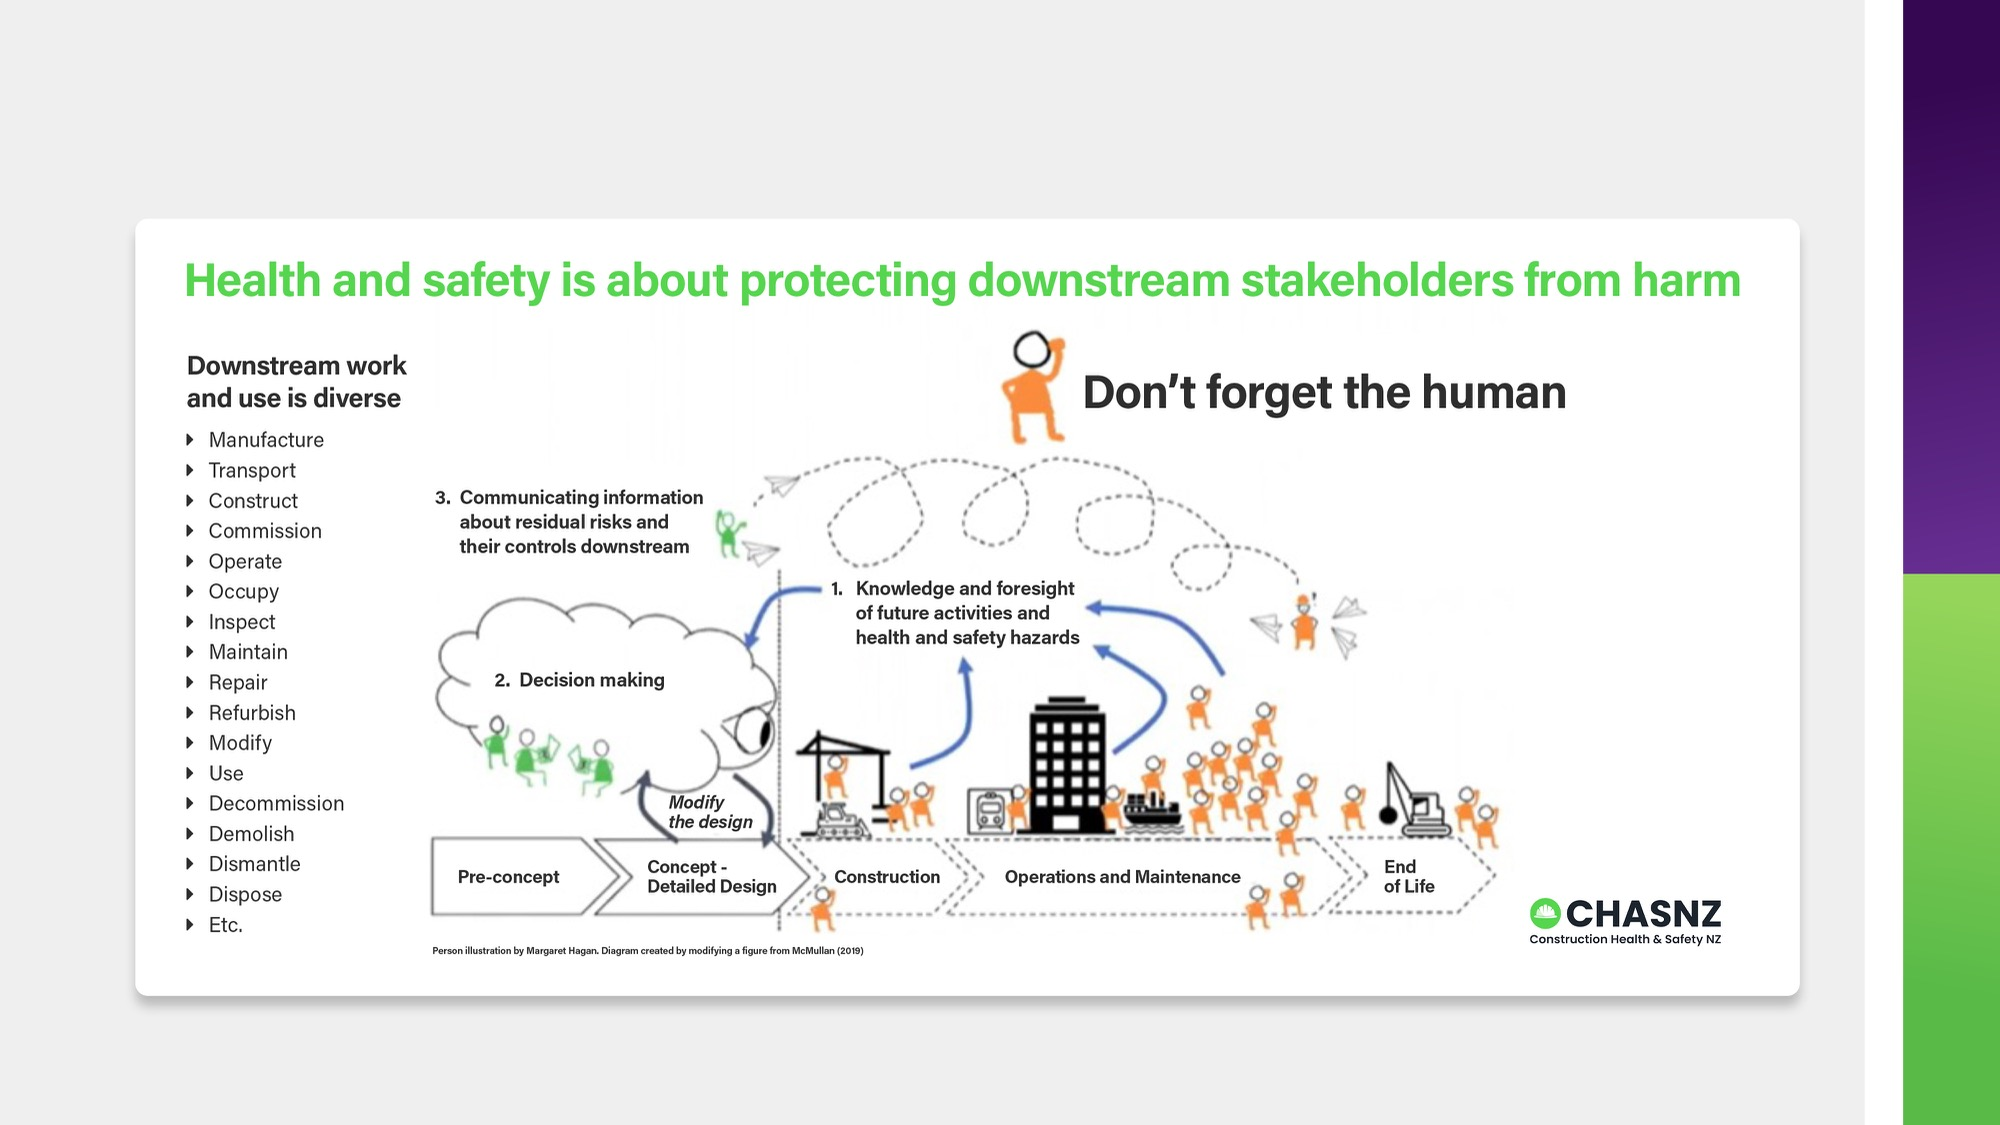 Health and safety is about protecting downstream stakeholders from harm
Downstream work
and use is diverse
Manufacture
Transport
Construct
Commission
Operate
Occupy
Inspect
Maintain
Repair
Refurbish
Modify
Use
Decommission
Demolish
Dismantle
Dispose
Etc.
Don't forget the human
3. Communicating information
about residual risks and
their controls downstream
1. Knowledge and foresight
of future activities and
health and safety hazards
2. Decision making
Modify
the design
Pre-concept
Concept -
Detailed Design
Construction
Operations and Maintenance
End
of Life
Person illustration by Margaret Hagan. Diagram created by modifying a figure from McMullan (2019)
CHASNZ
Construction Health & Safety NZ